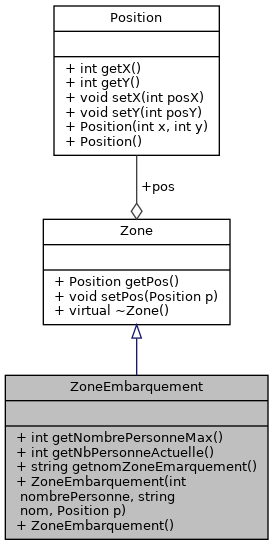 Position
+ int getX()
+ int getY()
+ void setX(int posX)
+ void setY(int posY)
+ Position(int x, int y)
+ Position()
+pos
Zone
+ Position getPos()
+ void setPos(Position p)
+ virtual ~Zone()
ZoneEmbarquement
+ int getNombrePersonneMax()
+ int getNbPersonneActuelle()
+ string getnomZoneEmarquement()
+ ZoneEmbarquement(int
nombrePersonne, string
nom, Position p)
+ ZoneEmbarquement()